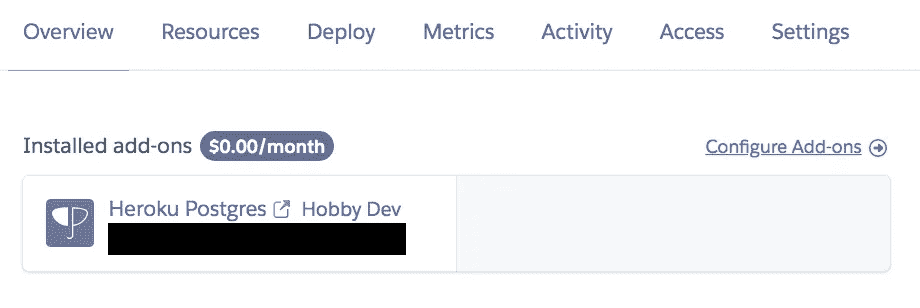 Overview Resources Deploy Metrics Activity Access Settings
Installed add-ons $0.00/month Configure Add-ons
Heroku Postgres Hobby Dev